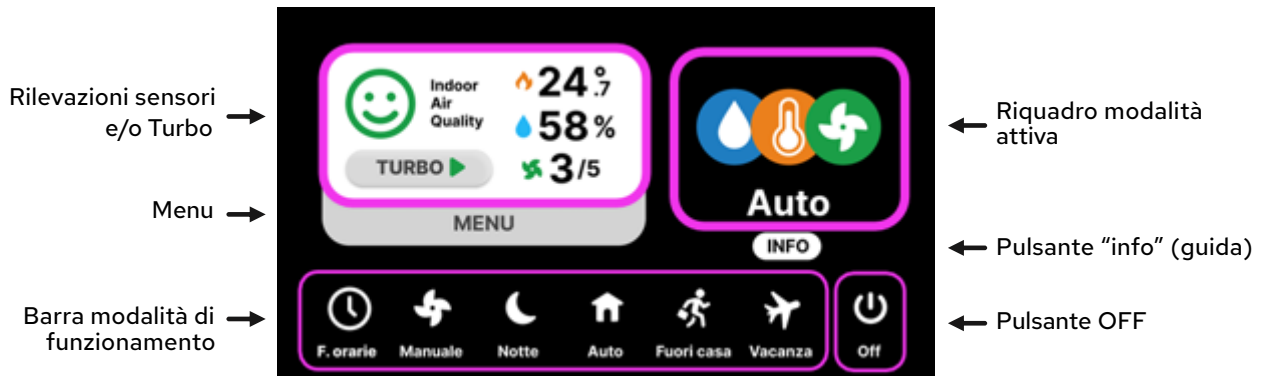 Rilevazioni sensori
e/o Turbo
Menu
Barra modalità di
funzionamento
Indoor
Air
Quality
24°.7
58%
TURBO
3/5
MENU
Auto
INFO
F. orarie
Manuale
Notte
Auto
Fuori casa
Vacanza
Off
Riquadro modalità
attiva
Pulsante “info” (guida)
Pulsante OFF